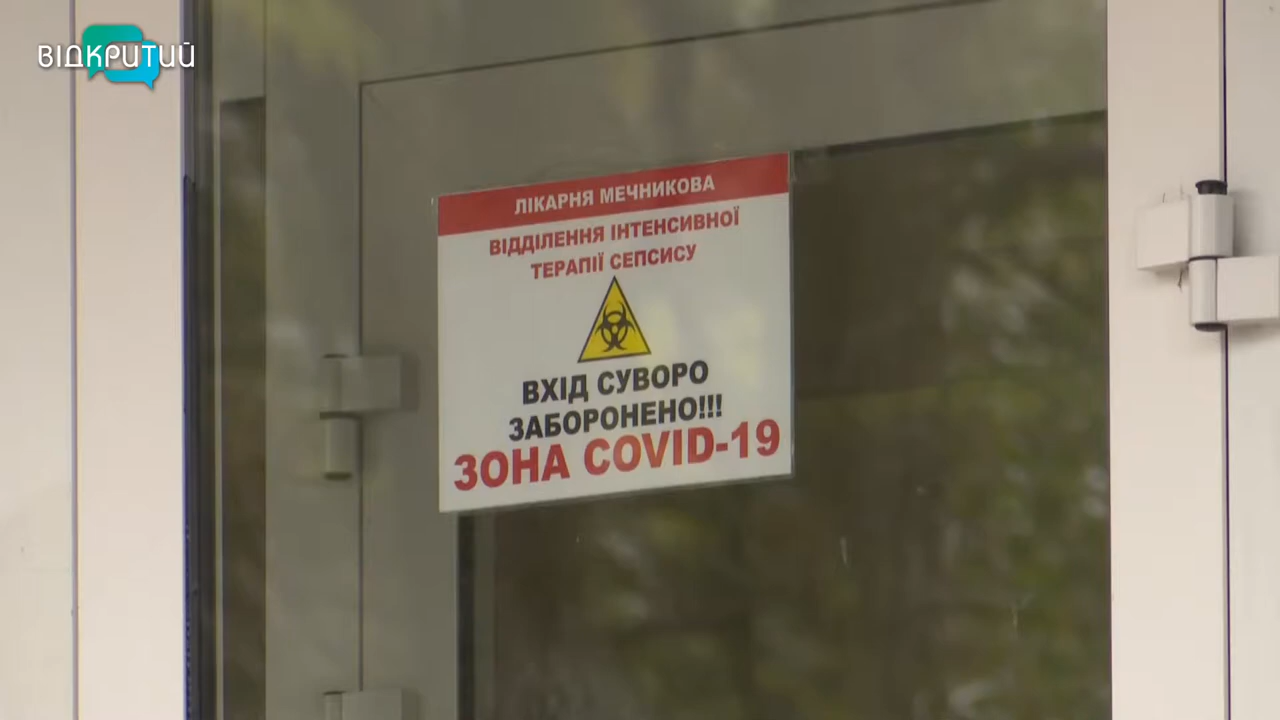 ВІДКРИТИЙ
ЛІКАРНЯ МЕЧНИКОВА
ВІДДІЛЕННЯ ІНТЕНСИВНОЇ
ТЕРАПІЇ СЕПСИСУ
ВХІД СУВОРО
ЗАБОРОНЕНО!!!
ЗОНА COVID-19